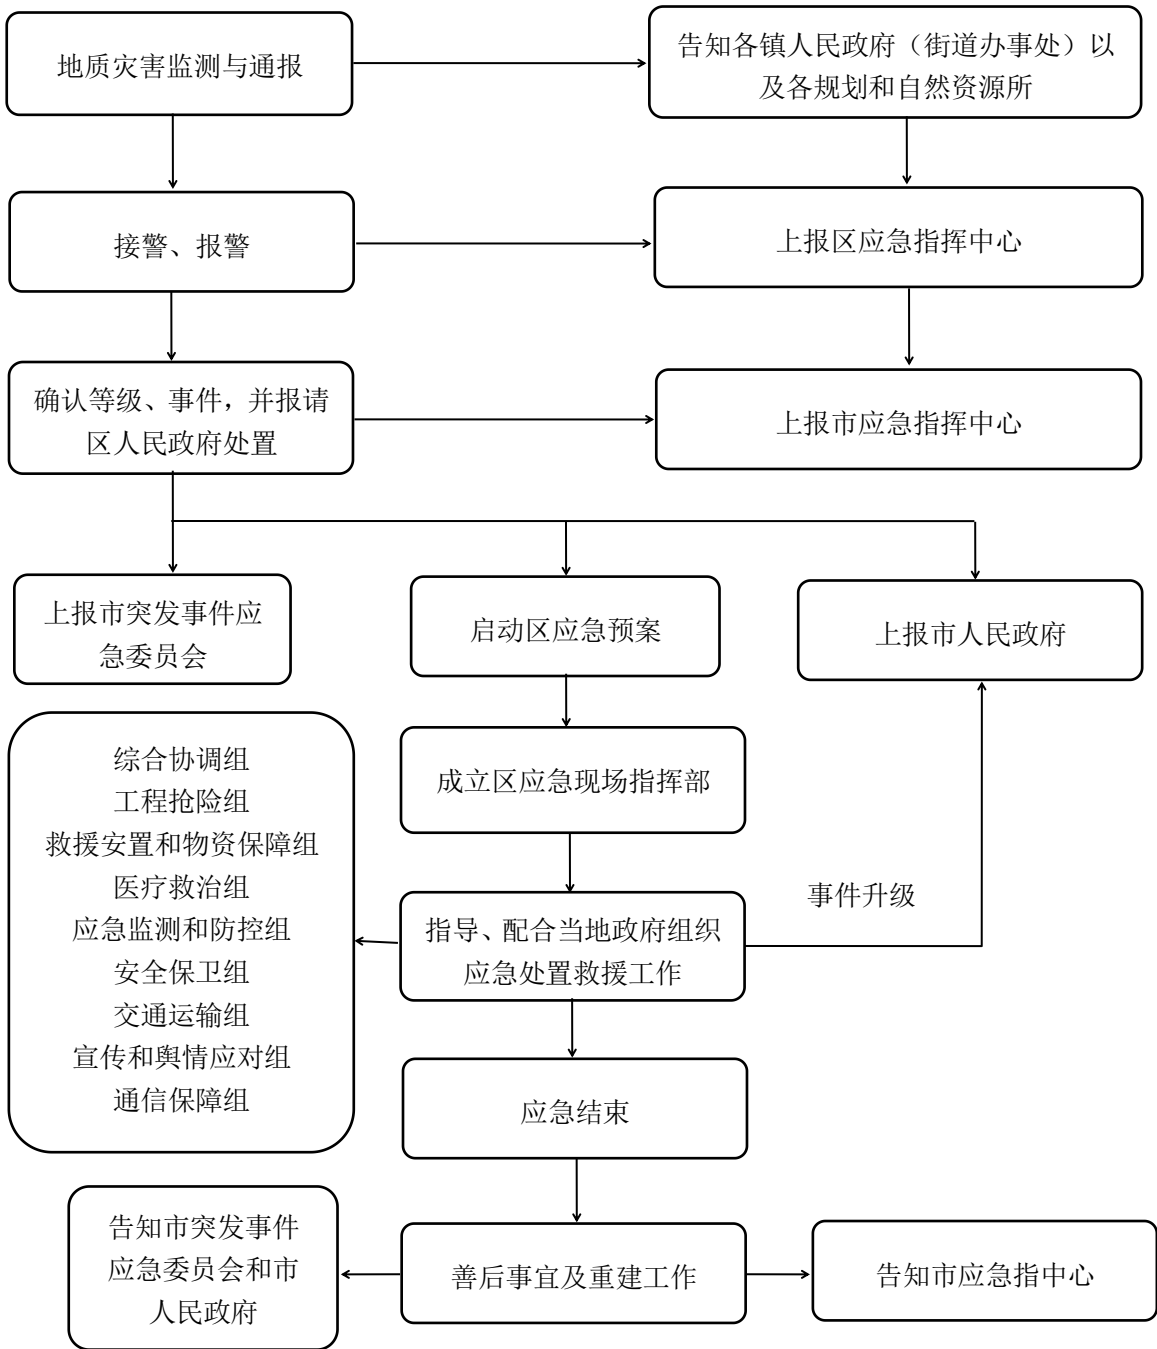 地质灾害监测与通报
告知各镇人民政府（街道办事处）以
及各规划和自然资源所
接警、报警
上报区应急指挥中心
确认等级、事件，并报请
区人民政府处置
上报市应急指挥中心
上报市突发事件应
急委员会
启动区应急预案
上报市人民政府
综合协调组
工程抢险组
救援安置和物资保障组
医疗救治组
应急监测和防控组
安全保卫组
交通运输组
宣传和舆情应对组
通信保障组
成立区应急现场指挥部
指导、配合当地政府组织
应急处置救援工作
事件升级
应急结束
告知市突发事件
应急委员会和市
人民政府
善后事宜及重建工作
告知市应急指中心